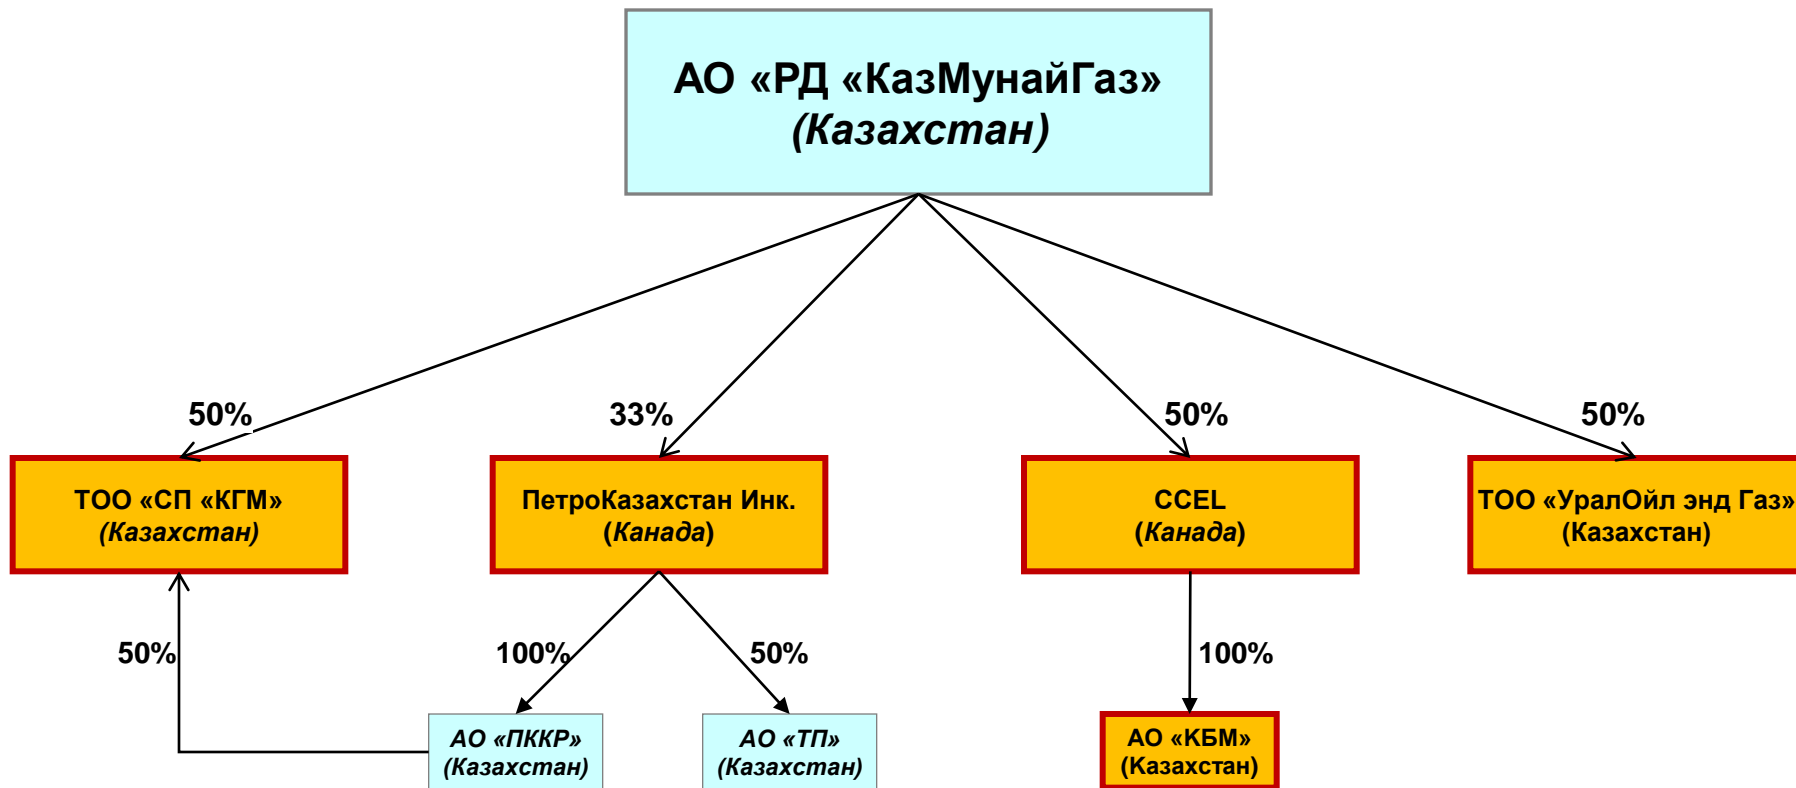 АО «РД «КазМунайГаз»
(Казахстан)
50%
33%
50%
50%
ТОО «СП «КГМ»
(Казахстан)
ПетроКазахстан Инк.
(Канада)
CCEL
(Канада)
ТОО «УралОйл энд Газ»
(Казахстан)
50%
100%
50%
100%
АО «ПККР»
(Казахстан)
АО «ТП»
(Казахстан)
АО «КБМ»
(Казахстан)